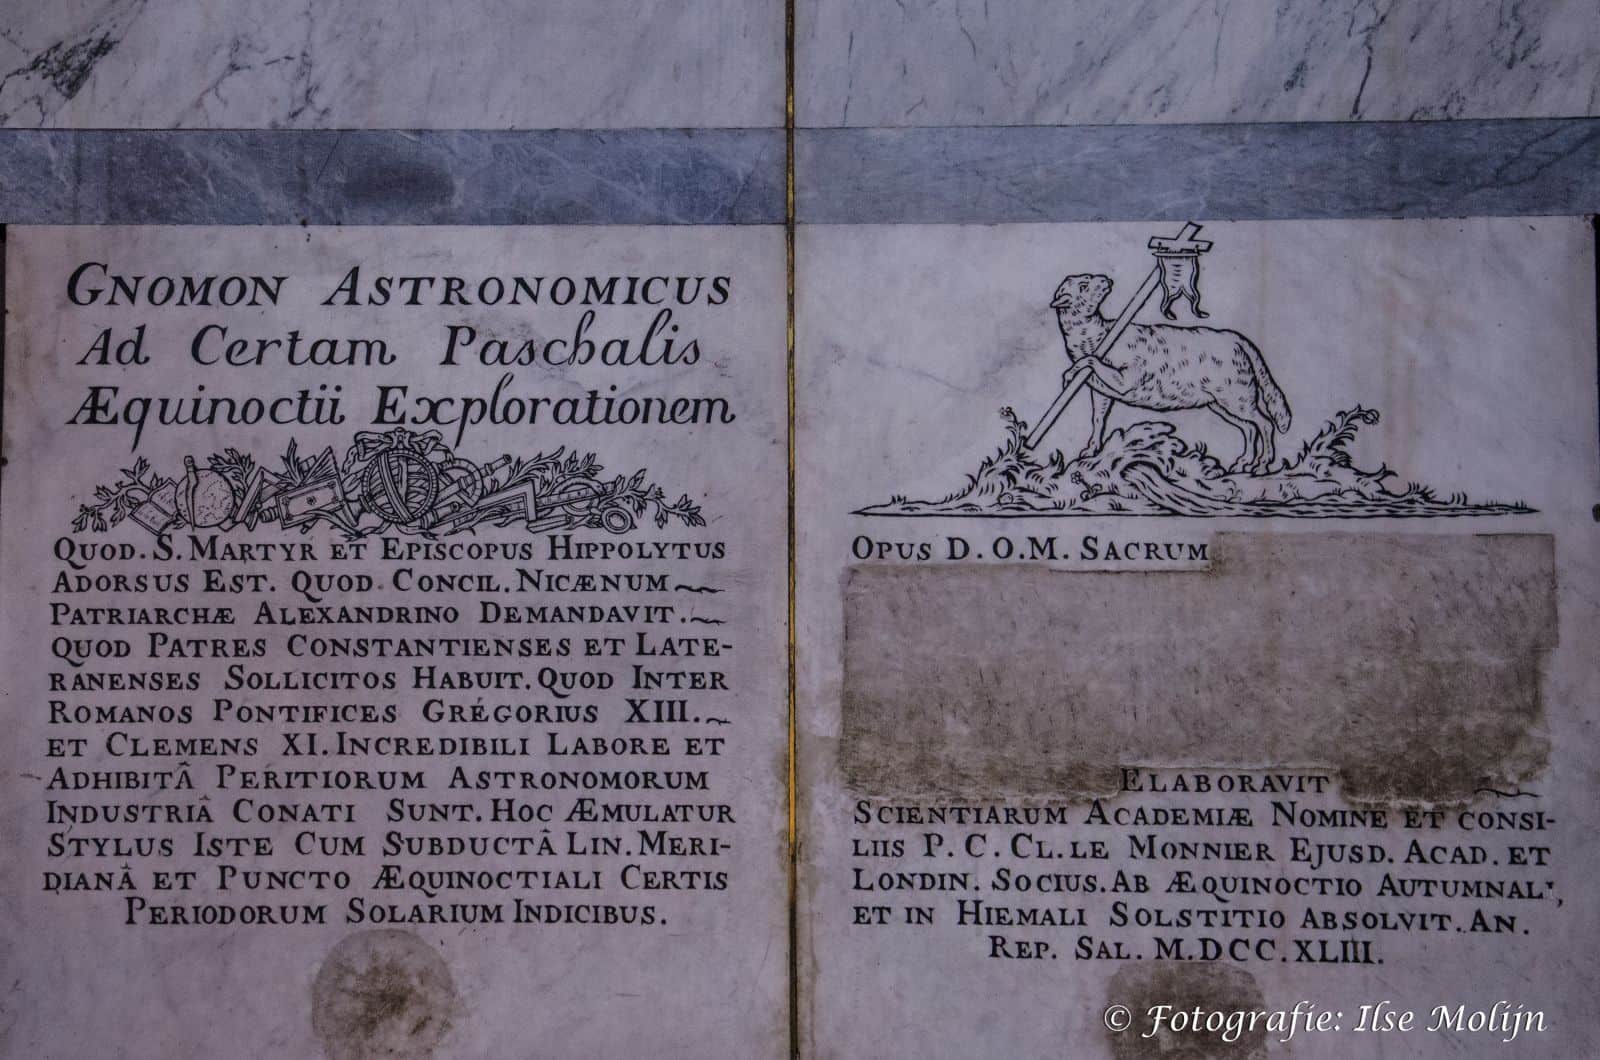 GNOMON ASTRONOMICUS
Ad Certam Paschalis
Æquinoctii Explorationem
QUOD. S. MARTYR ET EPISCOPUS HIPPOLYTUS
ADORSUS EST. QUOD CONCIL. NICÆNUM
PATRIARCHÆ ALEXANDRINO DEMANDAVIT.
QUOD PATRES CONSTANTIENSES ET LATE-
RANENSES SOLLICITOS HABUIT. QUOD INTER
ROMANOS PONTIFICES GRÉGORIUS XIII.
ET CLEMENS XI. INCREDIBILI LABORE ET
ADHIBITÂ PERITIORUM ASTRONOMORUM
INDUSTRIÂ CONATI SUNT. HOC ÆMULATUR
STYLUS ISTE CUM SUBDUCTÂ LIN. MERI-
DIANÂ ET PUNCTO ÆQUINOCTIALI CERTIS
PERIODORUM SOLARIUM INDICIBUS.
OPUS D.O.M. SACRUM
ELABORAVIT
SCIENTIARUM ACADEMIÆ NOMINE ET CONSI-
LIIS P. C. CL. LE MONNIER EJUSD. ACAD. ET
LONDIN. SOCIUS. AB ÆQUINOCTIO AUTUMNAL',
ET IN HIEMALI SOLSTITIO ABSOLVIT. AN.
REP. SAL. M.DCC.XLIII.
© Fotografie: Ilse Molijn